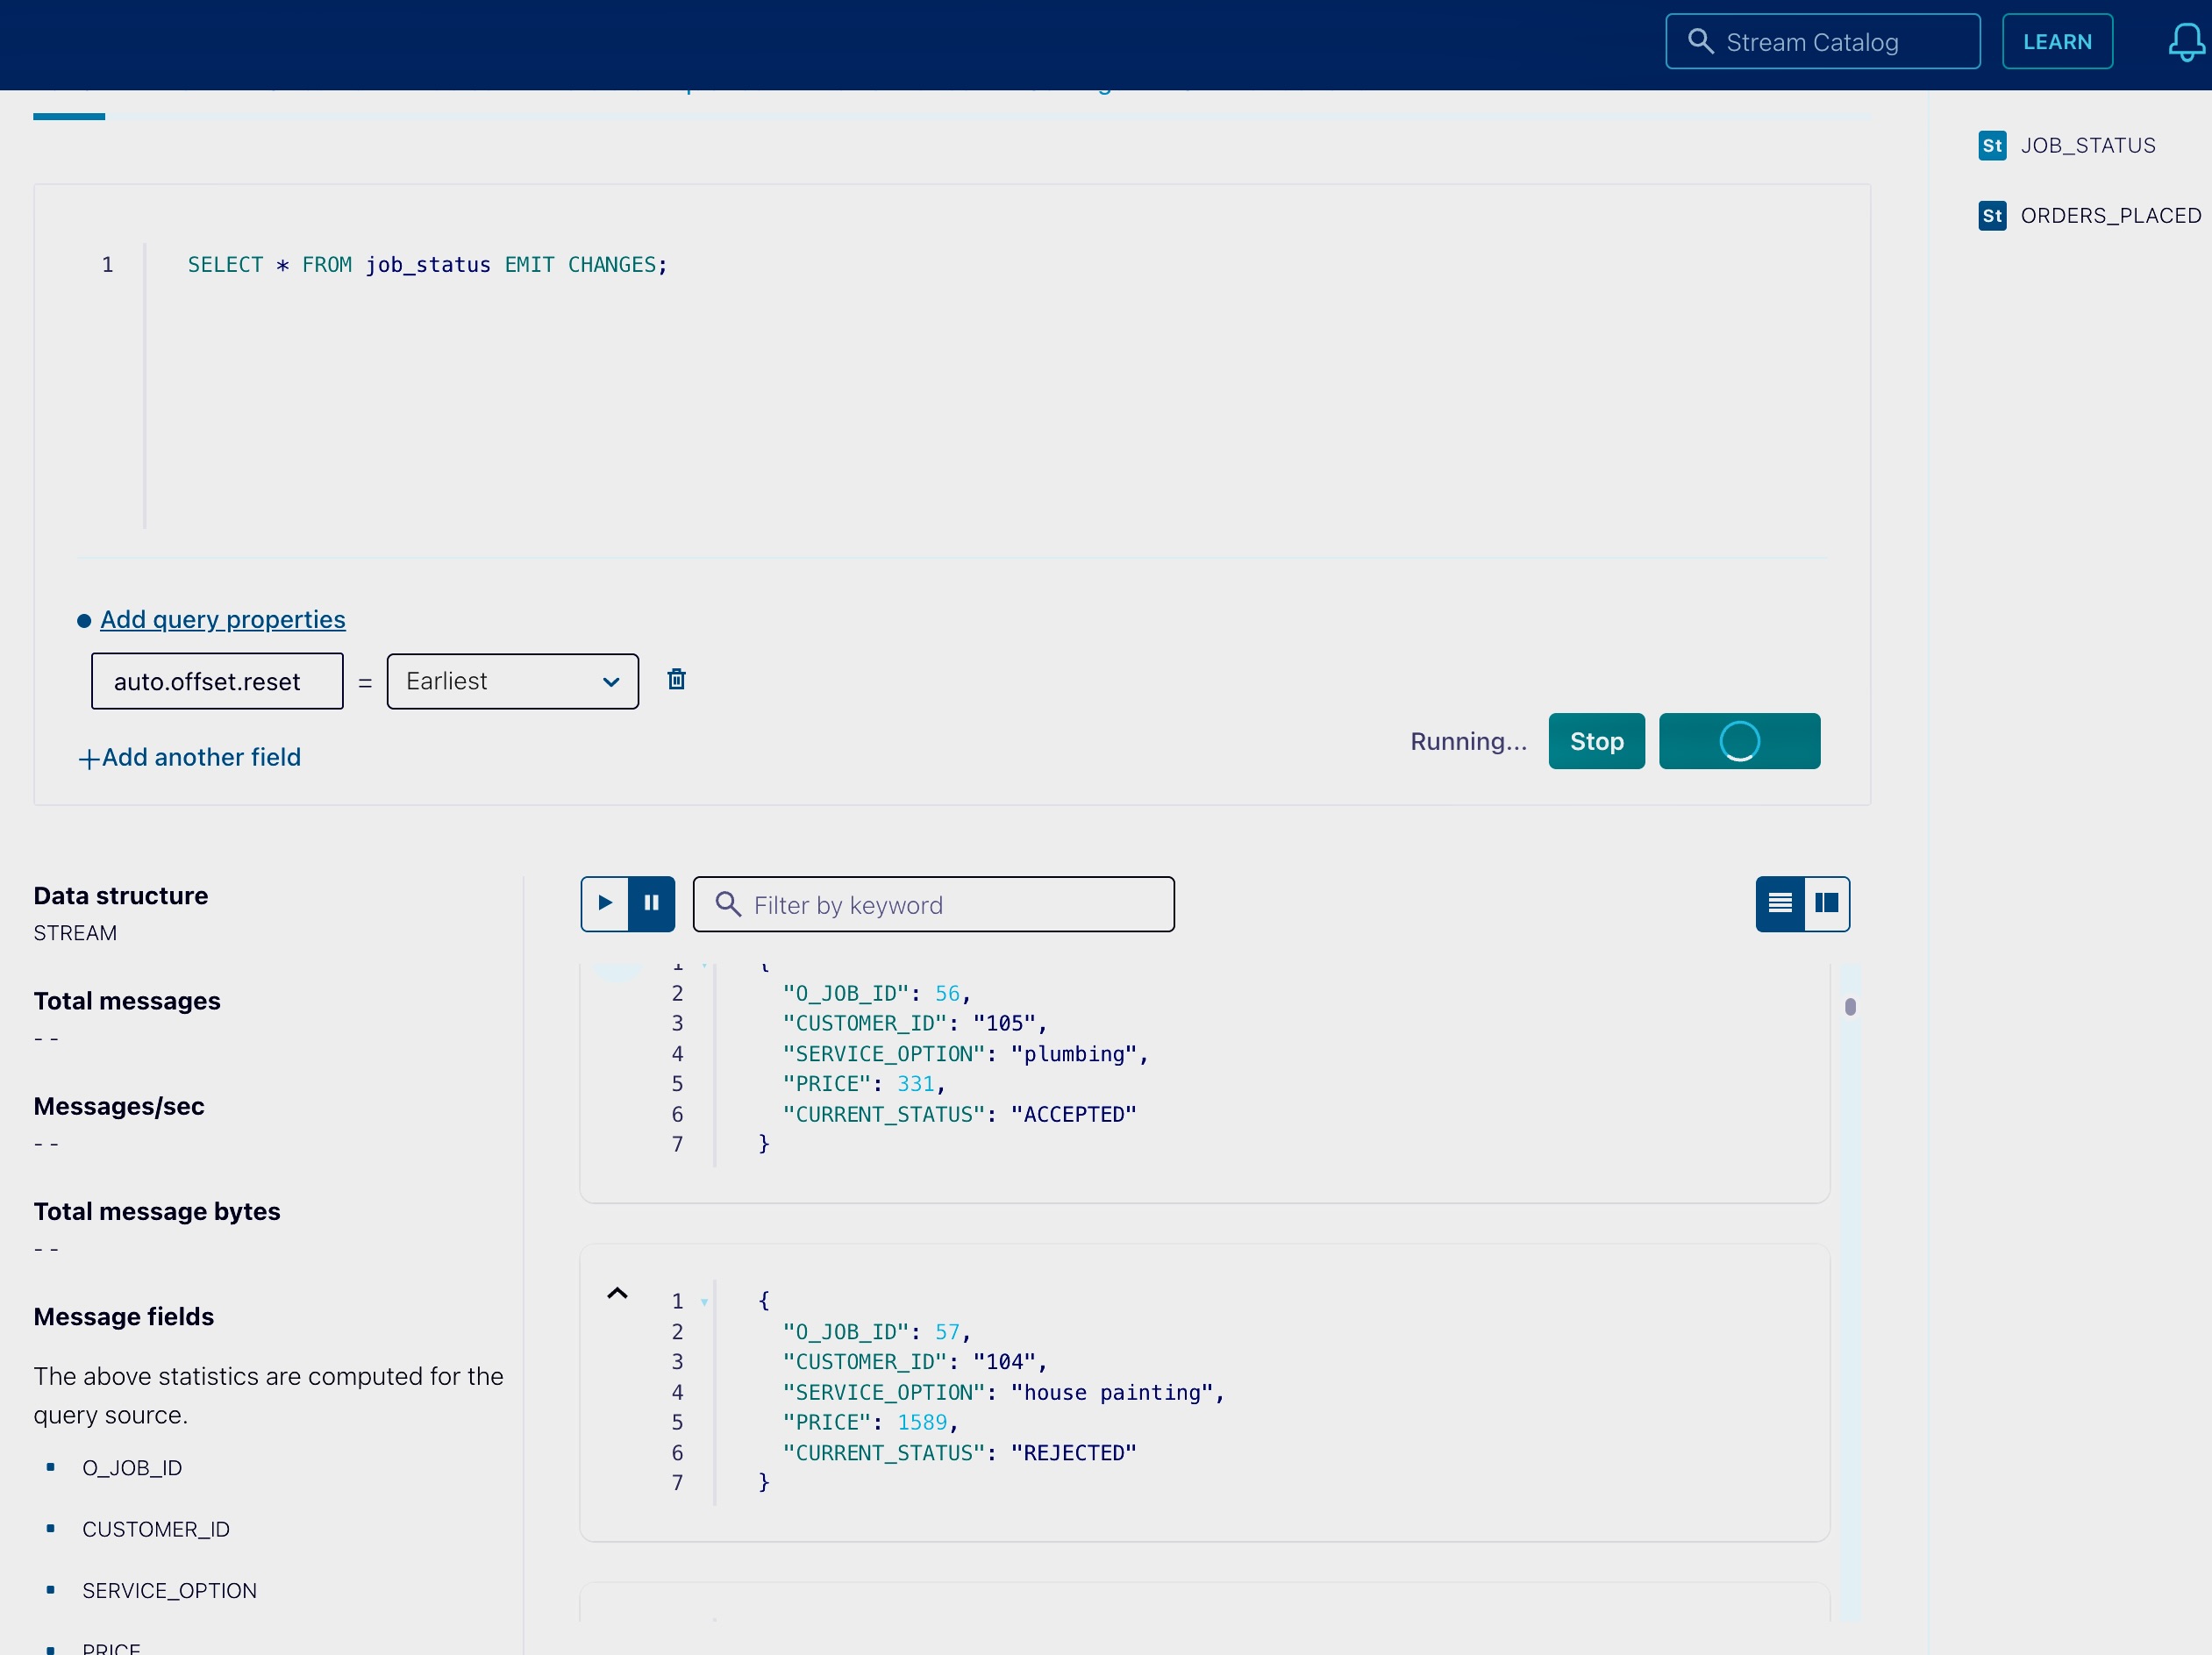 Stream Catalog
LEARN
St JOB_STATUS
St ORDERS_PLACED
1 SELECT * FROM job_status EMIT CHANGES;
Add query properties
auto.offset.reset = Earliest
+Add another field
Running... Stop
Data structure
STREAM
Total messages
- -
Messages/sec
- -
Total message bytes
- -
Message fields
The above statistics are computed for the
query source.
O_JOB_ID
CUSTOMER_ID
SERVICE_OPTION
PRICE
Filter by keyword
1 {
2 "O_JOB_ID": 56,
3 "CUSTOMER_ID": "105",
4 "SERVICE_OPTION": "plumbing",
5 "PRICE": 331,
6 "CURRENT_STATUS": "ACCEPTED"
7 }
1 {
2 "O_JOB_ID": 57,
3 "CUSTOMER_ID": "104",
4 "SERVICE_OPTION": "house painting",
5 "PRICE": 1589,
6 "CURRENT_STATUS": "REJECTED"
7 }